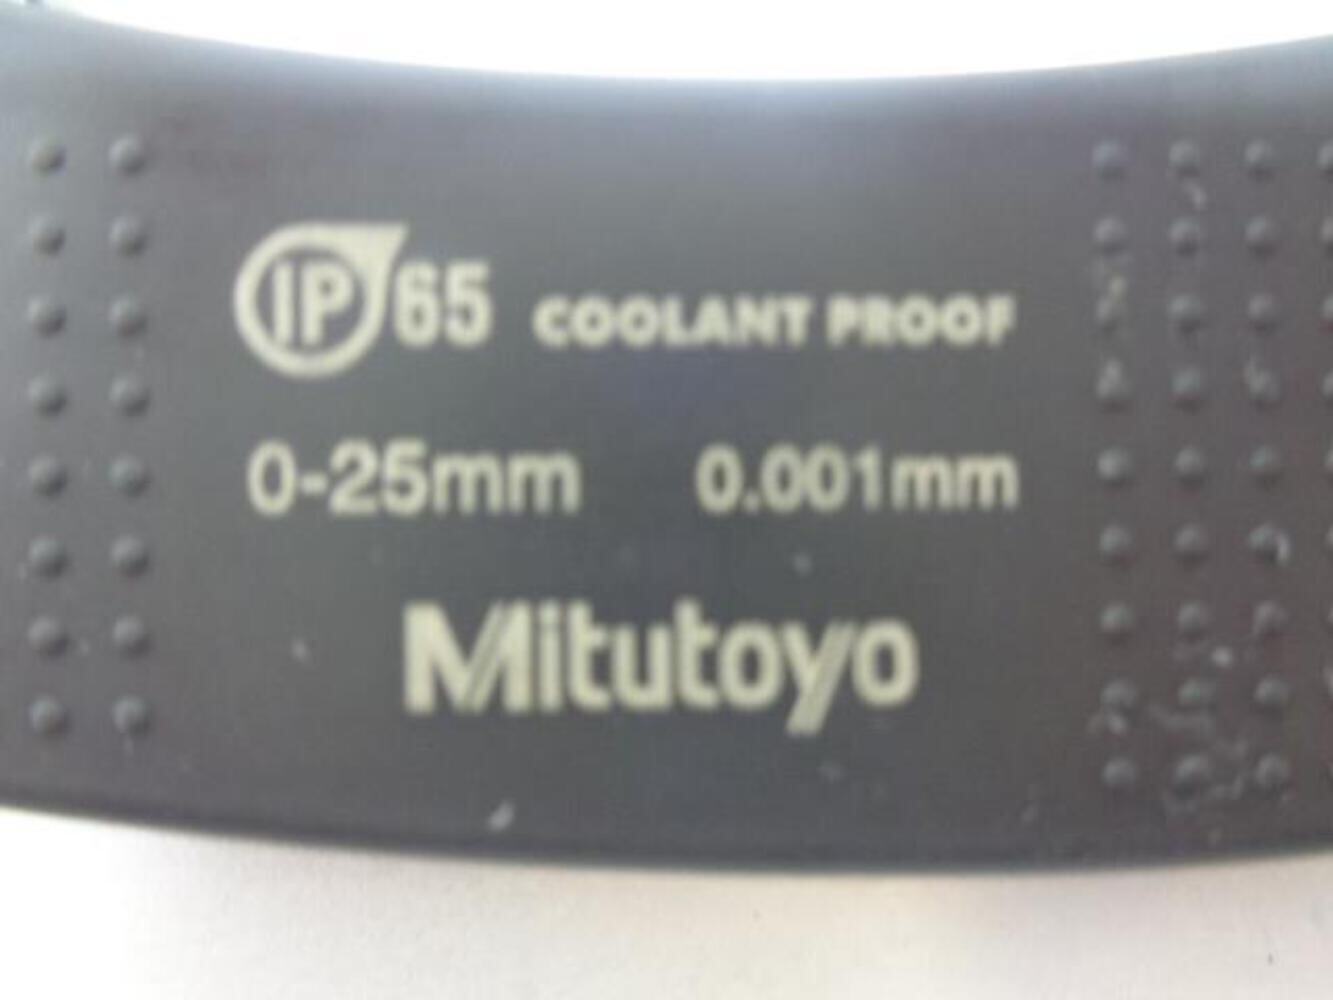 IP65 COOLANT PROOF
0-25mm 0.001mm
Mitutoyo